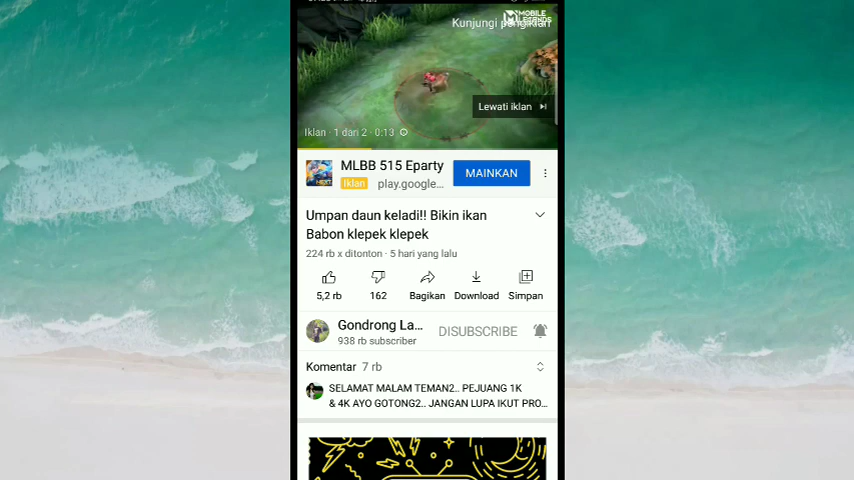 Kunjungi pengiklan
MOBILE LEGENDS
Lewati iklan
Iklan · 1 dari 2 · 0:13
MLBB 515 Eparty
Iklan play.google...
MAINKAN
Umpan daun keladi!! Bikin ikan
Babon klepek klepek
224 rb x ditonton · 5 hari yang lalu
5,2 rb 162 Bagikan Download Simpan
Gondrong La...
938 rb subscriber
DISUBSCRIBE
Komentar 7 rb
SELAMAT MALAM TEMAN2.. PEJUANG 1K
& 4K AYO GOTONG2.. JANGAN LUPA IKUT PRO...